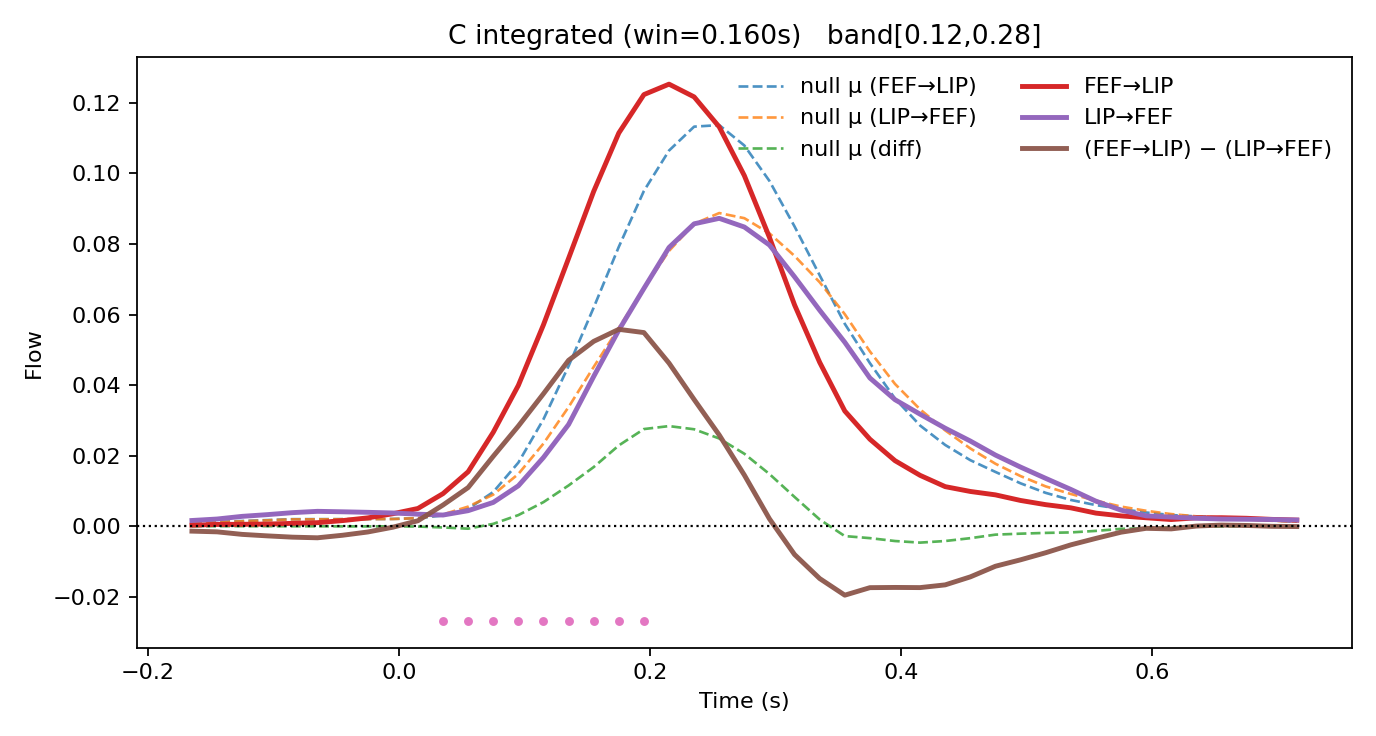 C integrated (win=0.160s)   band[0.12,0.28]
null μ (FEF→LIP)
null μ (LIP→FEF)
null μ (diff)
FEF→LIP
LIP→FEF
(FEF→LIP) − (LIP→FEF)
Flow
0.12
0.10
0.08
0.06
0.04
0.02
0.00
−0.02
−0.2
0.0
0.2
0.4
0.6
Time (s)